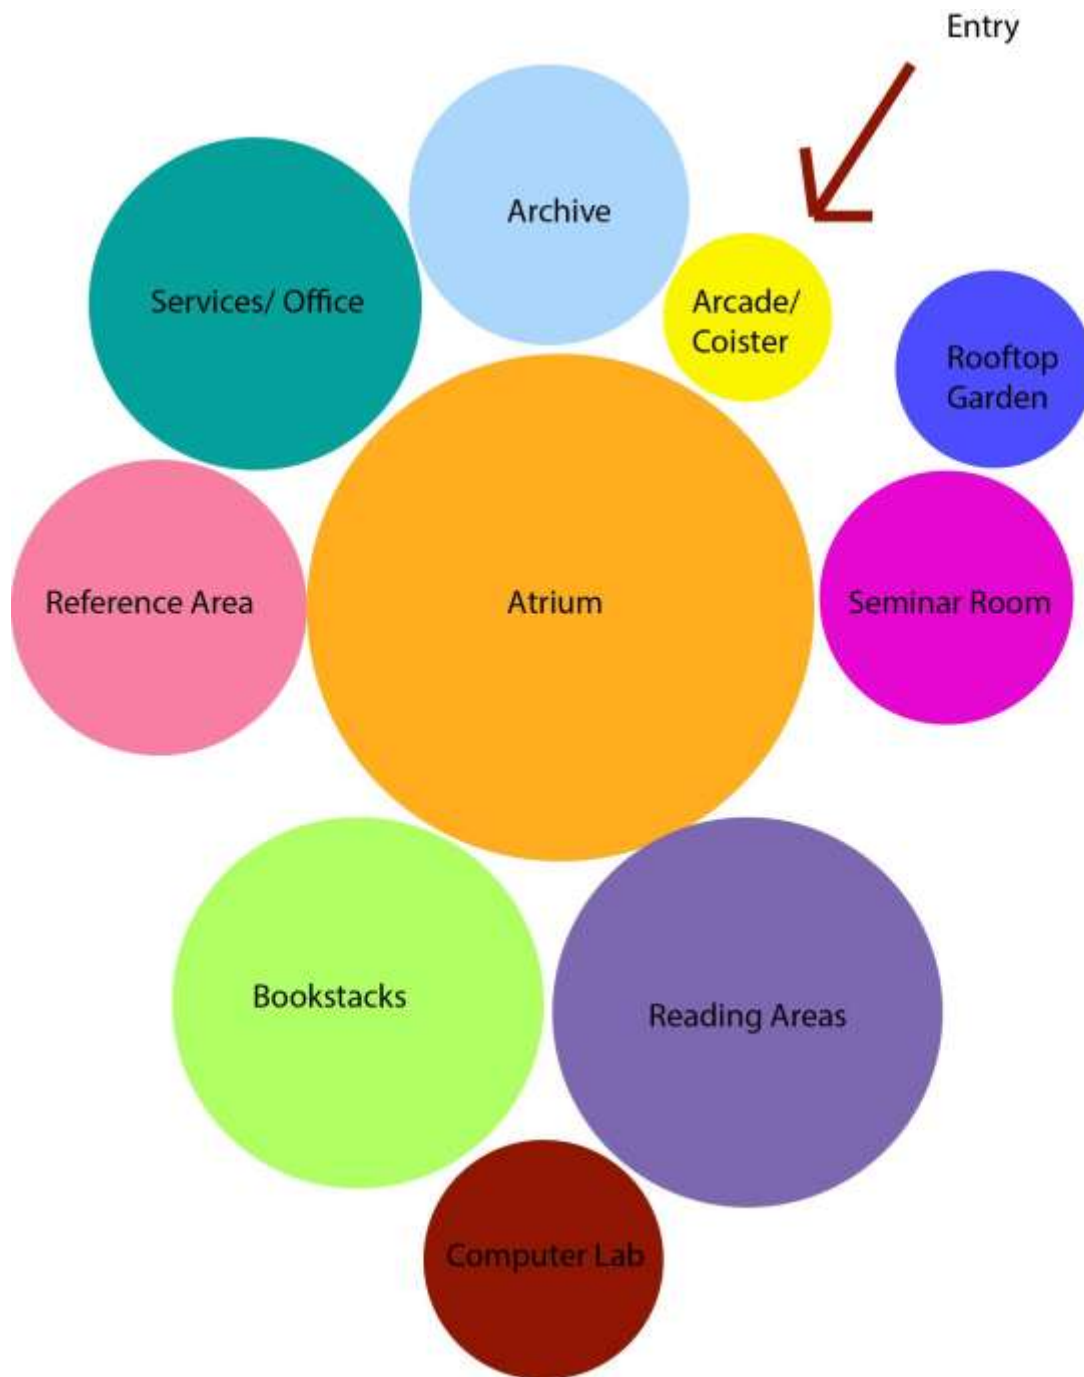 Entry
Archive
Services/ Office
Arcade/
Coister
Rooftop
Garden
Reference Area
Atrium
Seminar Room
Bookstacks
Reading Areas
Computer Lab